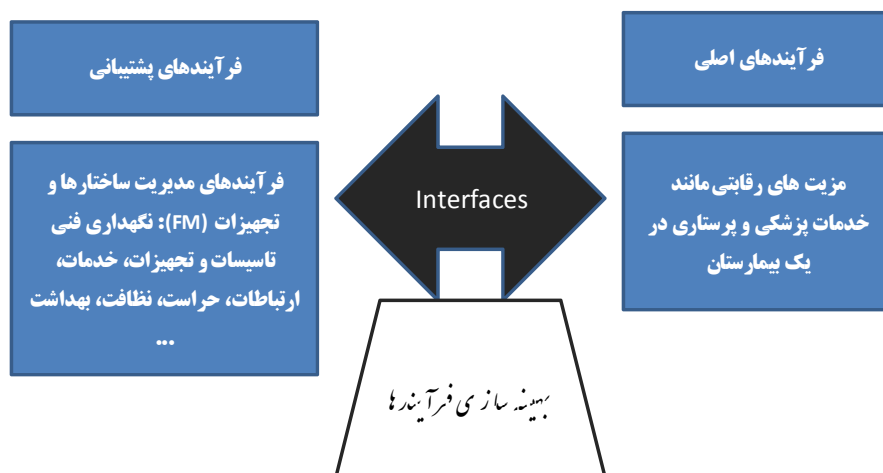 فرآیندهای اصلی
فرآیندهای پشتیبانی
مزیت های رقابتی مانند
خدمات پزشکی و پرستاری در
یک بیمارستان
Interfaces
فرآیندهای مدیریت ساختارها و
تجهیزات (FM): نگهداری فنی
تاسیسات و تجهیزات، خدمات،
ارتباطات، حراست، نظافت، بهداشت
...
بهینه سازی فرآیندها